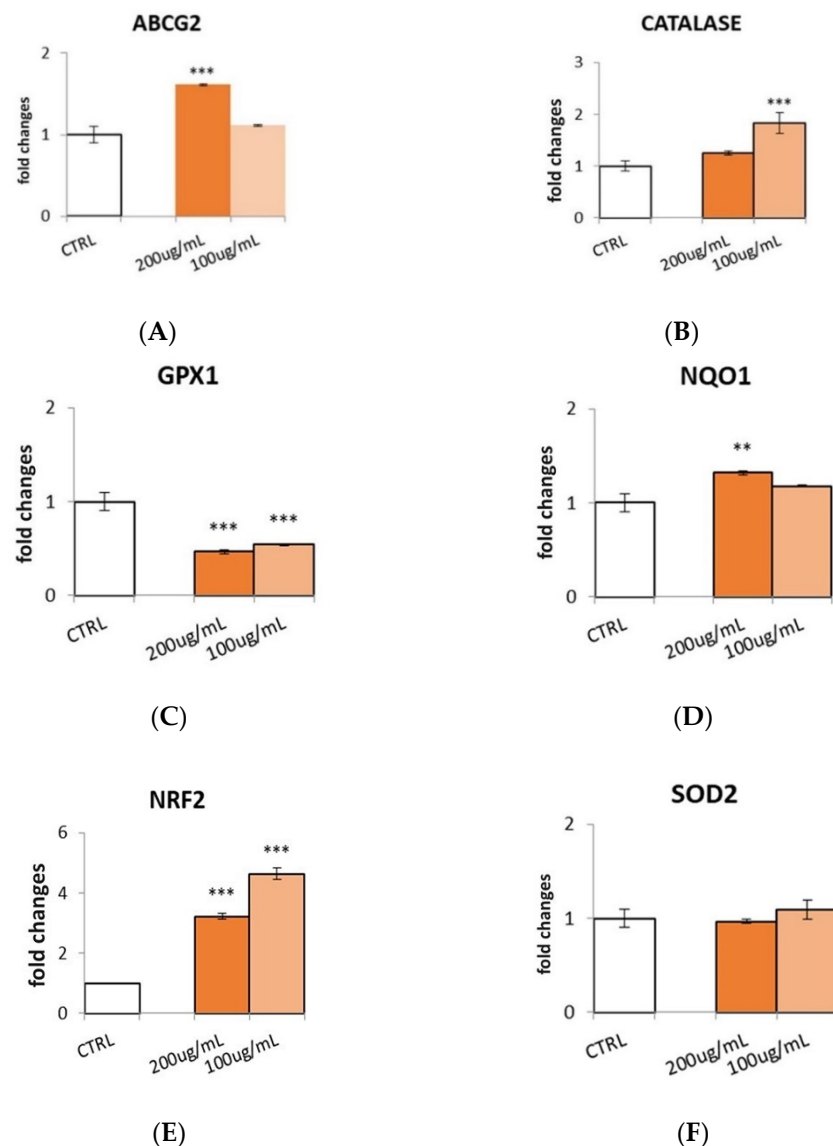 ABCG2
2
***
fold changes
1
0
CTRL
200ug/mL
100ug/mL
(A)
CATALASE
3
***
fold changes
2
1
0
CTRL
200ug/mL
100ug/mL
(B)
GPX1
2
fold changes
1
*** ***
0
CTRL
200ug/mL
100ug/mL
(C)
NQO1
2
**
fold changes
1
0
CTRL
200ug/mL
100ug/mL
(D)
NRF2
6
***
fold changes
4
***
2
0
CTRL
200ug/mL
100ug/mL
(E)
SOD2
2
fold changes
1
0
CTRL
200ug/mL
100ug/mL
(F)